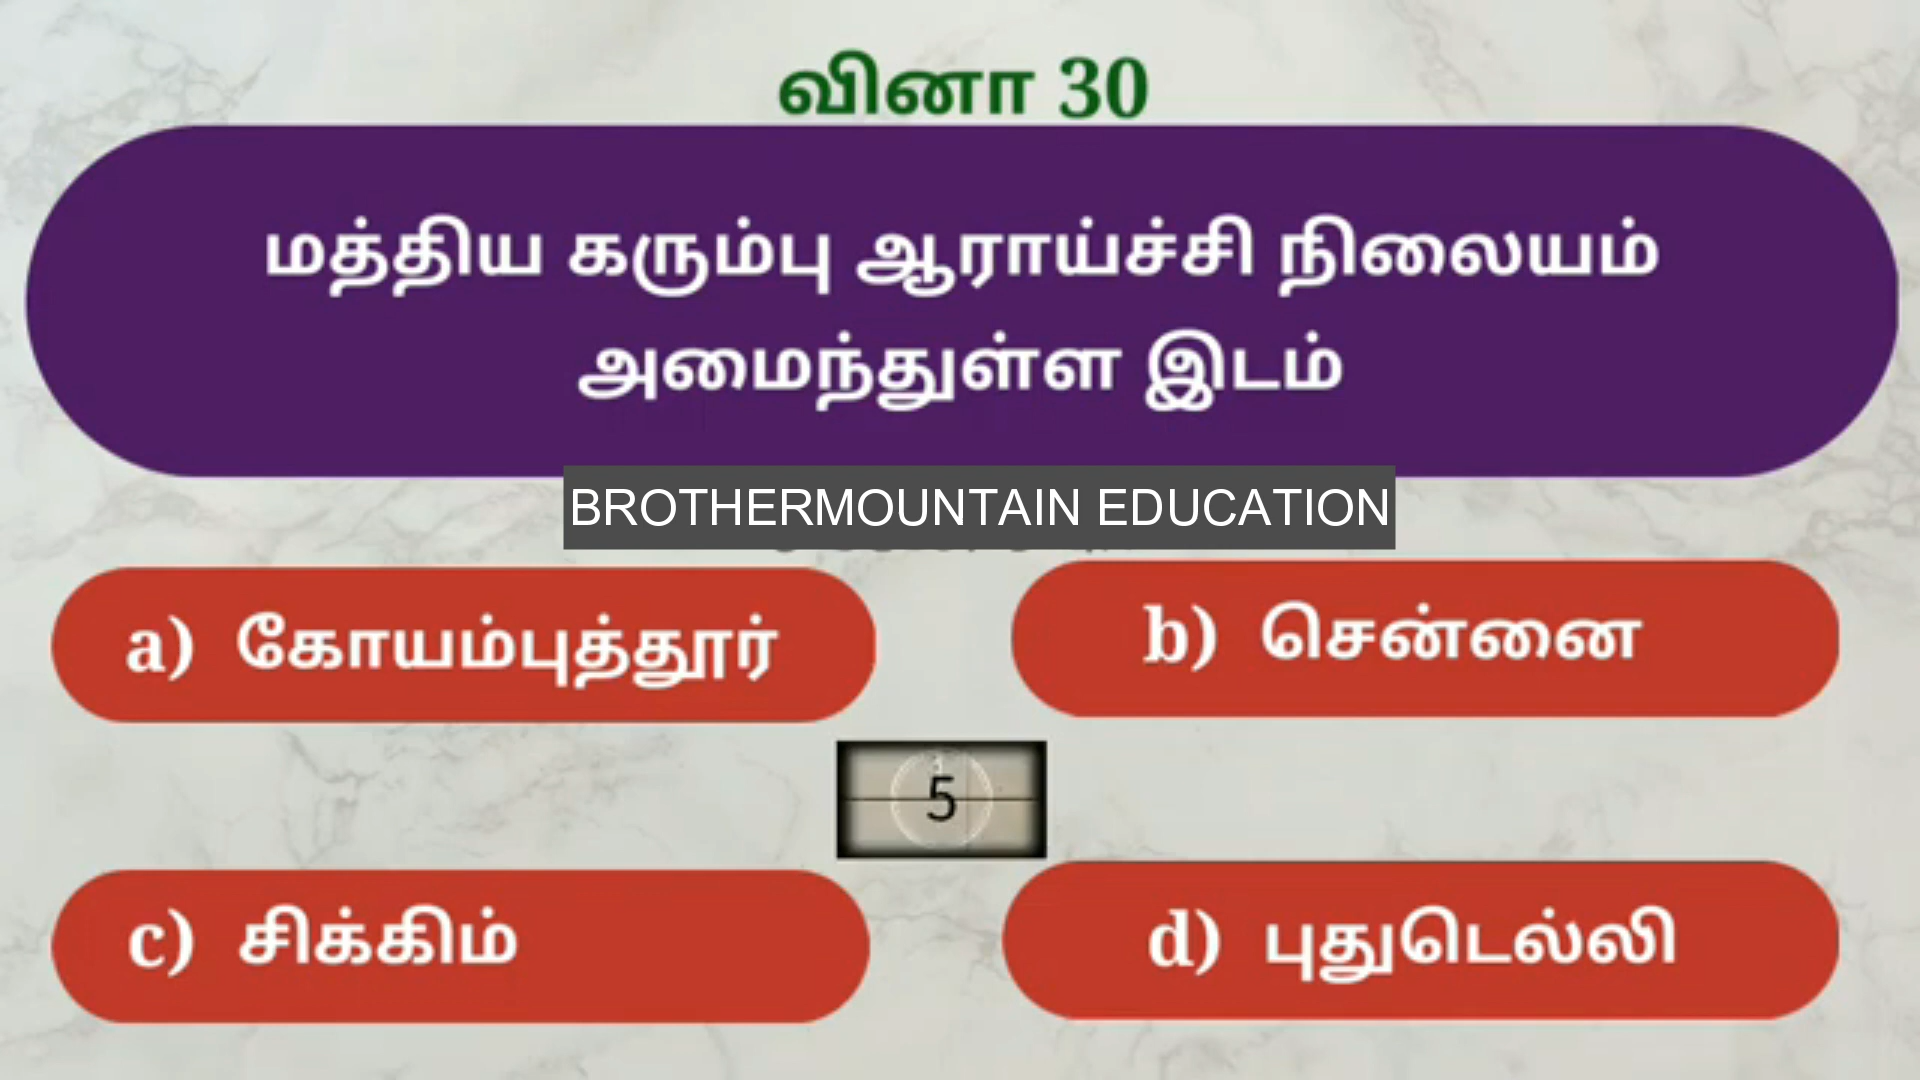 வினா 30
மத்திய கரும்பு ஆராய்ச்சி நிலையம்
அமைந்துள்ள இடம்
BROTHERMOUNTAIN EDUCATION
a) கோயம்புத்தூர்
b) சென்னை
5
c) சிக்கிம்
d) புதுடெல்லி